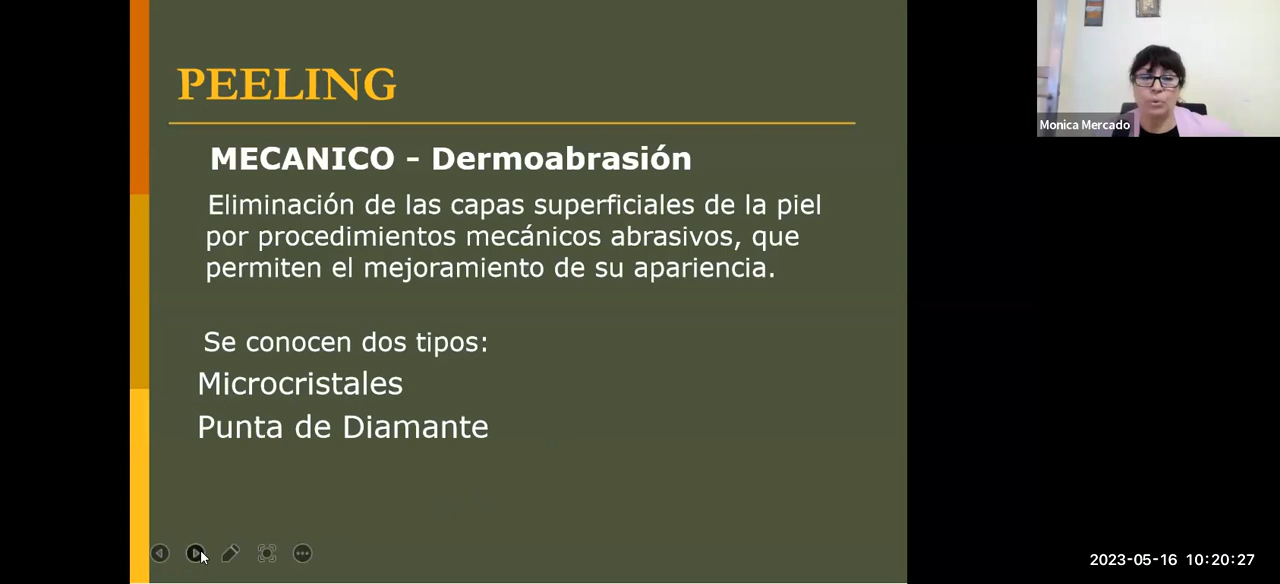 PEELING
MECANICO - Dermoabrasión
Eliminación de las capas superficiales de la piel
por procedimientos mecánicos abrasivos, que
permiten el mejoramiento de su apariencia.
Se conocen dos tipos:
Microcristales
Punta de Diamante
Monica Mercado
2023-05-16 10:20:27